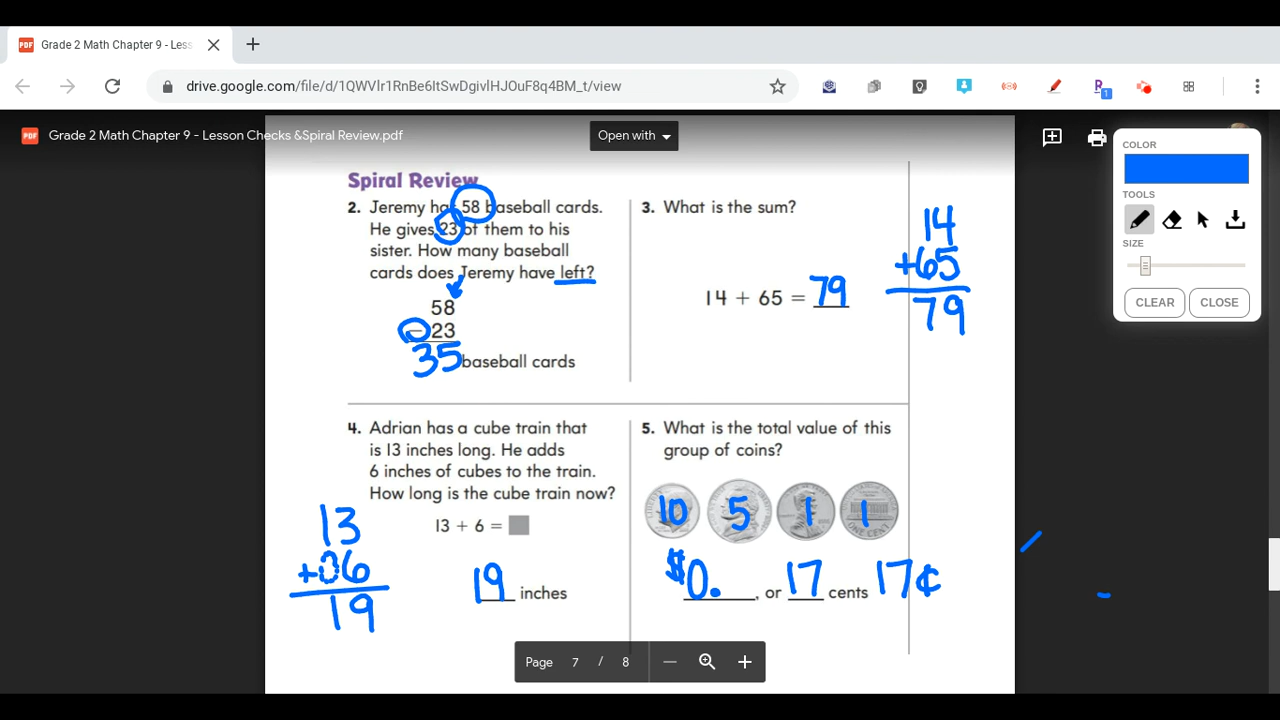 Grade 2 Math Chapter 9 - Less
drive.google.com/file/d/1QWVlr1RnBe6ItSwDgivlHJOuF8q4BM_t/view
1
PDF Grade 2 Math Chapter 9 - Lesson Checks &Spiral Review.pdf
Open with
COLOR
TOOLS
SIZE
CLEAR CLOSE
Spiral Review
2. Jeremy has 58 baseball cards.
He gives 23 of them to his
sister. How many baseball
cards does Jeremy have left?
58
− 23
35 baseball cards
3. What is the sum?
14 + 65 = 79
14
+65
79
4. Adrian has a cube train that
is 13 inches long. He adds
6 inches of cubes to the train.
How long is the cube train now?
13 + 6 =
13
+06
19
19 inches
5. What is the total value of this
group of coins?
10 5 1 1
ONE CENT
$0. , or 17 cents 17¢
Page 7 / 8